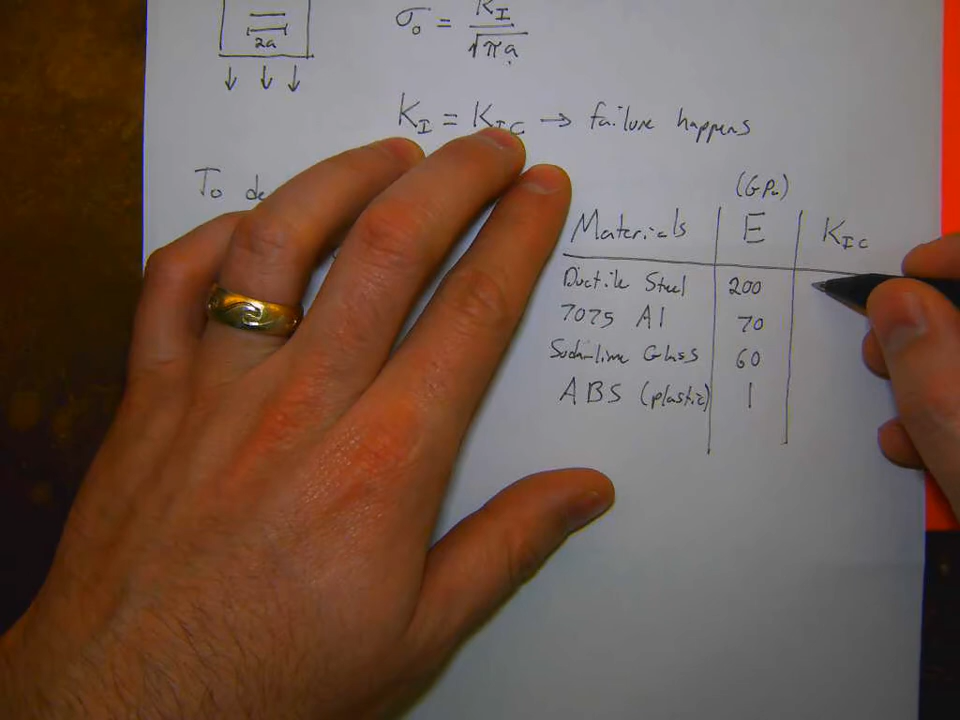 2a
σ₀ = K_I / √πa
K_I = K_IC → failure happens
To de
(GPa)
Materials E K_IC
Ductile Steel 200
7075 Al 70
Soda-lime Glass 60
ABS (plastic) 1